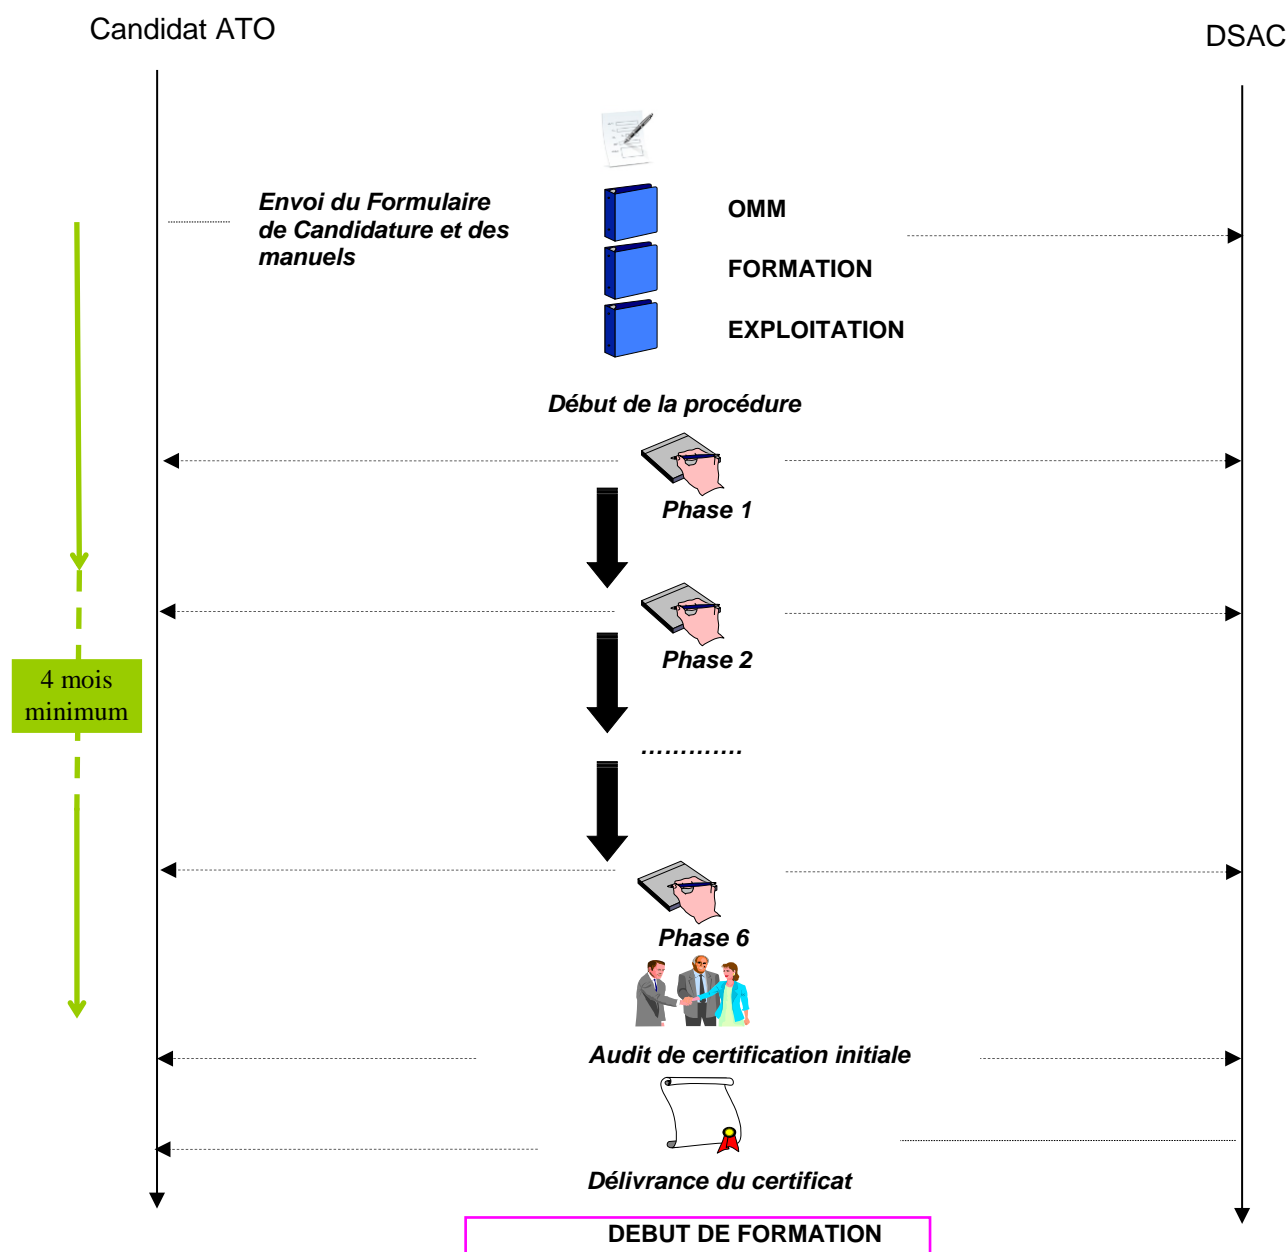 Candidat ATO
DSAC
Envoi du Formulaire
de Candidature et des
manuels
OMM
FORMATION
EXPLOITATION
Début de la procédure
Phase 1
Phase 2
4 mois
minimum
………….
Phase 6
Audit de certification initiale
Délivrance du certificat
DEBUT DE FORMATION